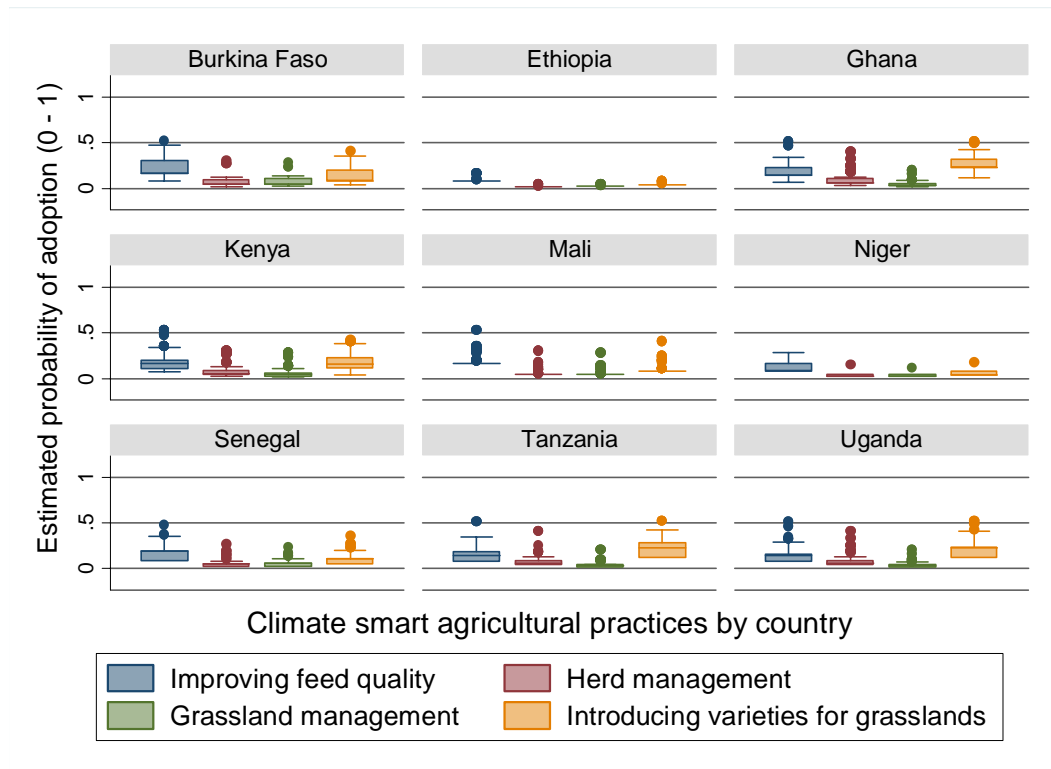 Estimated probability of adoption (0 - 1)
Burkina Faso
Ethiopia
Ghana
1
.5
0
Kenya
Mali
Niger
1
.5
0
Senegal
Tanzania
Uganda
1
.5
0
Climate smart agricultural practices by country
Improving feed quality
Herd management
Grassland management
Introducing varieties for grasslands